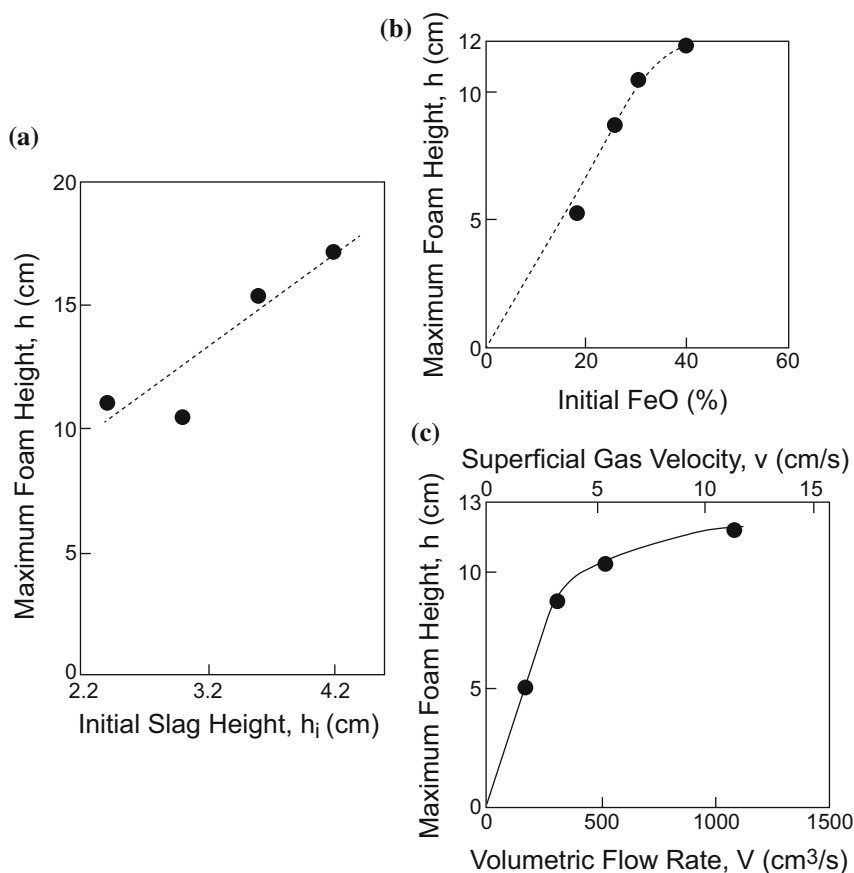 (a)
20
15
10
5
0
2.2 3.2 4.2
Maximum Foam Height, h (cm)
Initial Slag Height, hᵢ (cm)
(b)
12
10
5
0
0 20 40 60
Maximum Foam Height, h (cm)
Initial FeO (%)
(c)
Superficial Gas Velocity, v (cm/s)
0 5 10 15
13
10
5
0
0 500 1000 1500
Maximum Foam Height, h (cm)
Volumetric Flow Rate, V (cm³/s)